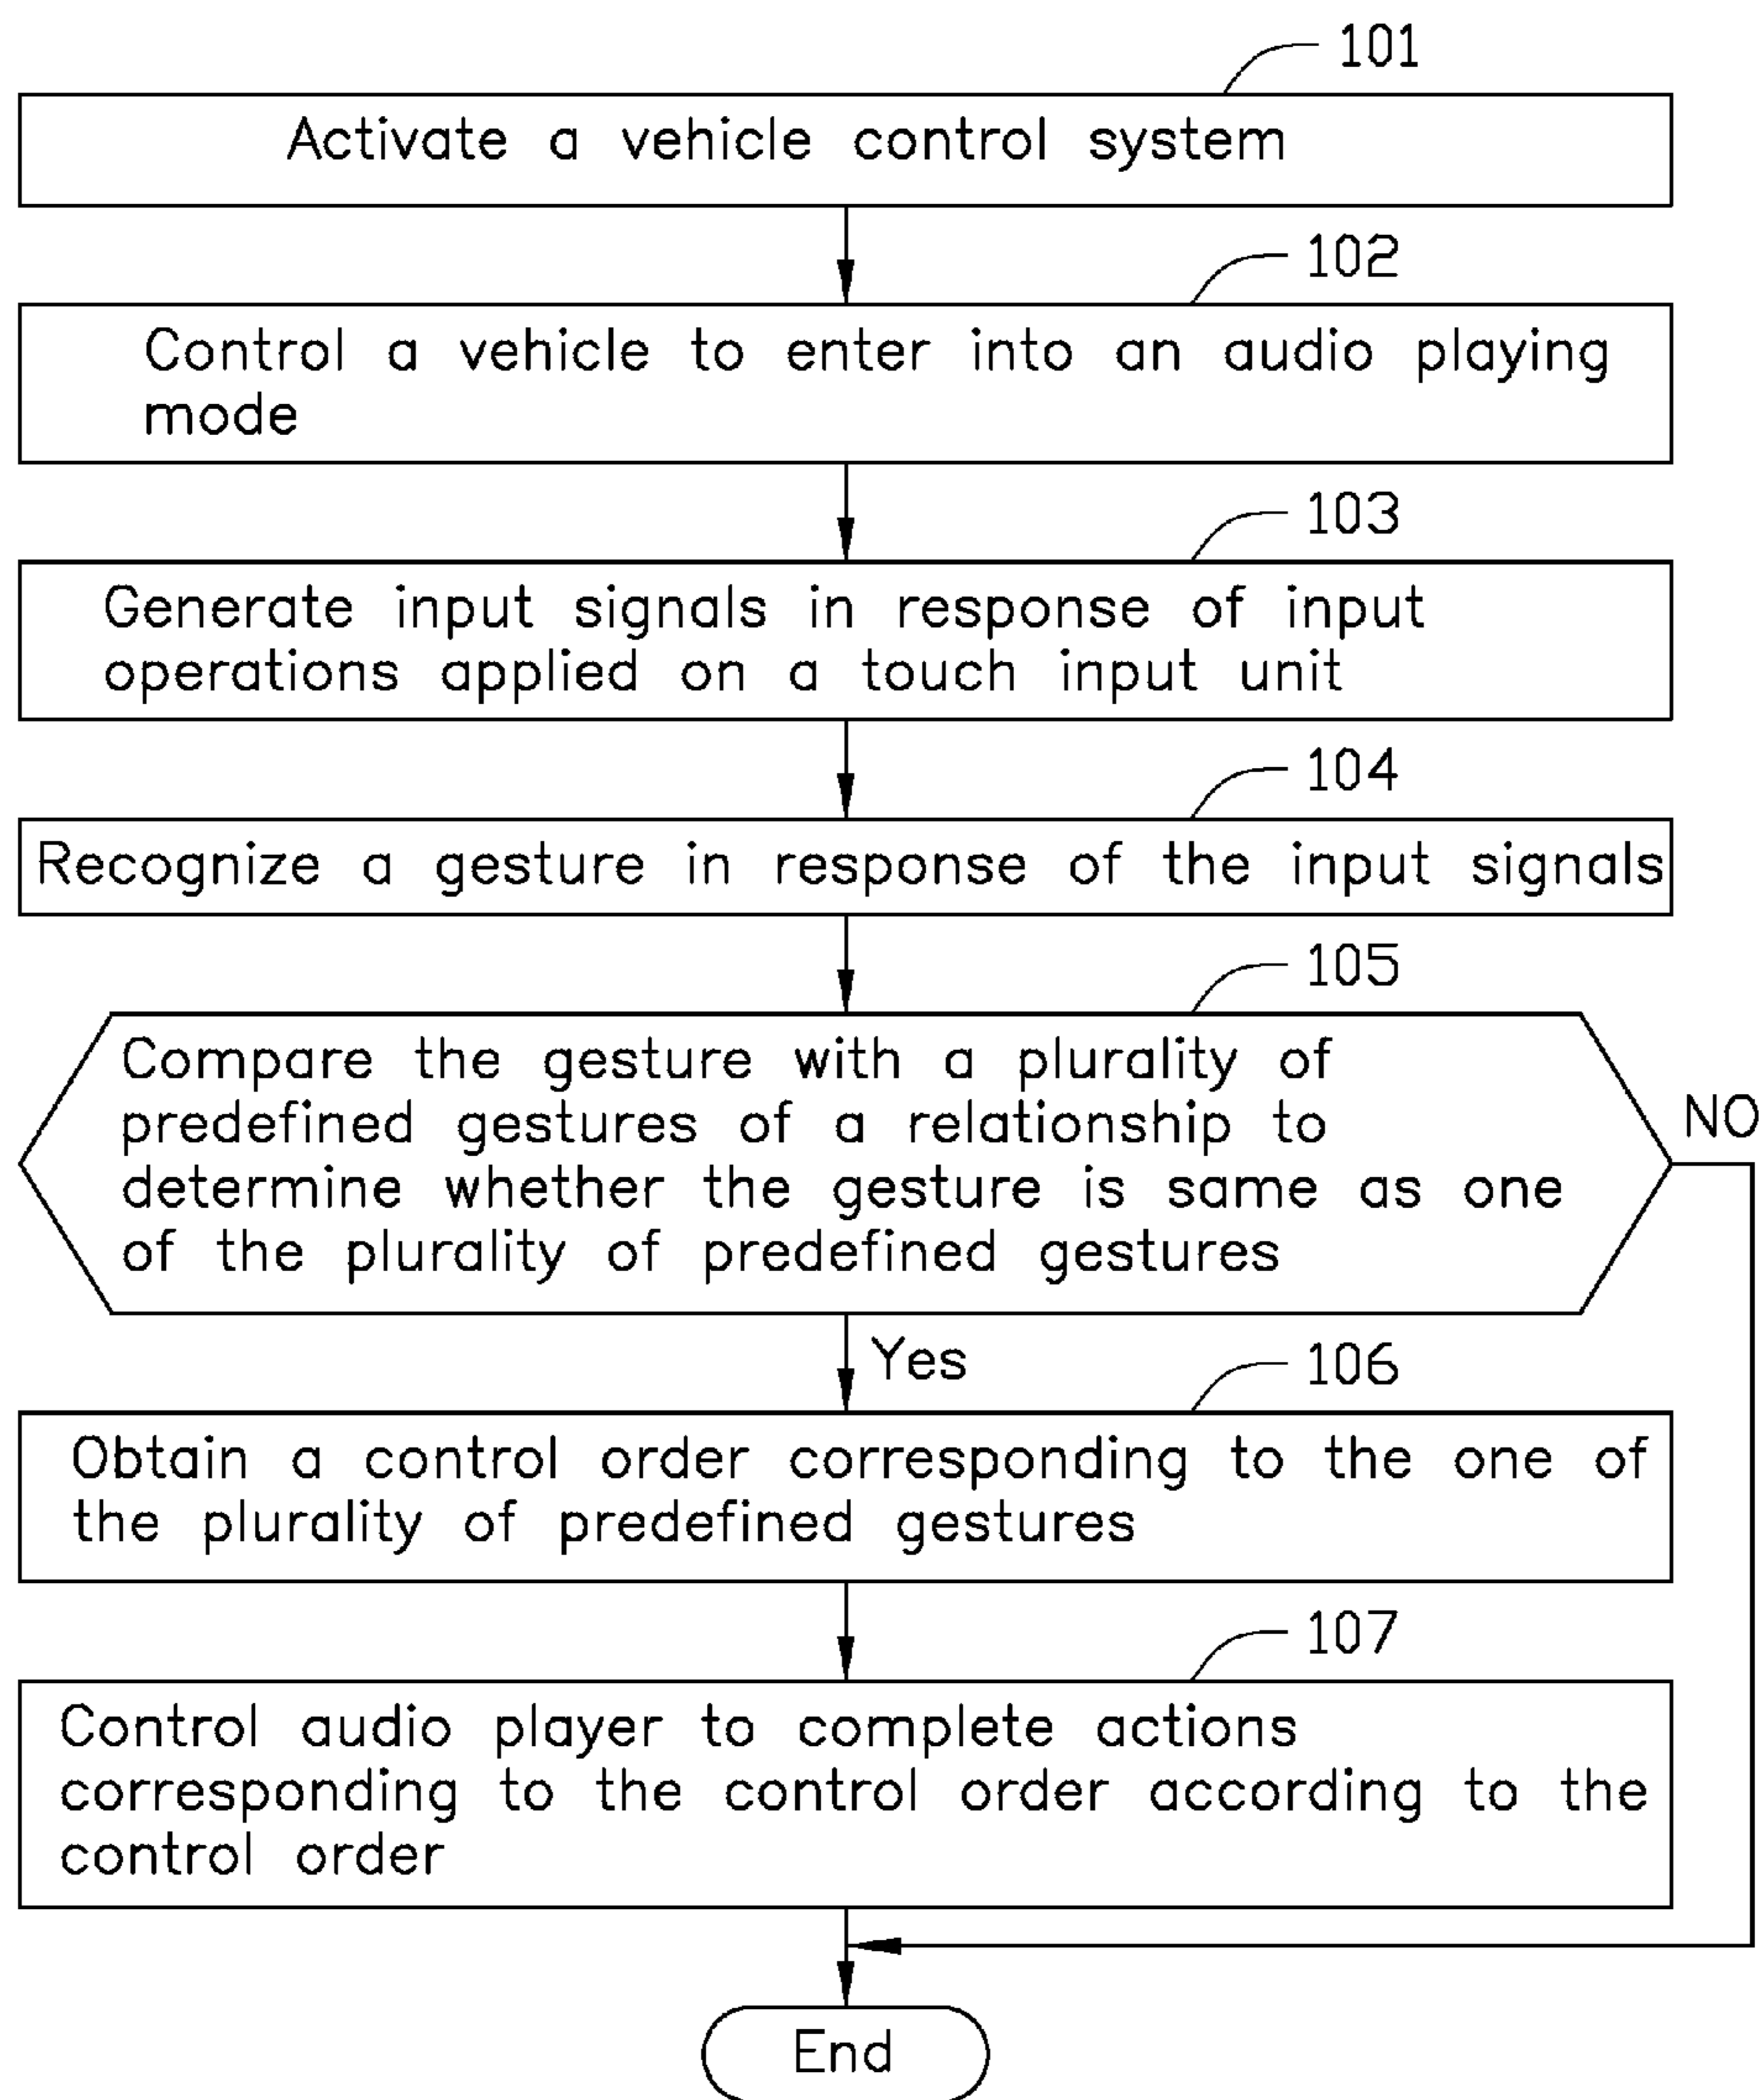 101
Activate a vehicle control system
102
Control a vehicle to enter into an audio playing
mode
103
Generate input signals in response of input
operations applied on a touch input unit
104
Recognize a gesture in response of the input signals
105
Compare the gesture with a plurality of
predefined gestures of a relationship to
determine whether the gesture is same as one
of the plurality of predefined gestures
NO
Yes
106
Obtain a control order corresponding to the one of
the plurality of predefined gestures
107
Control audio player to complete actions
corresponding to the control order according to the
control order
End